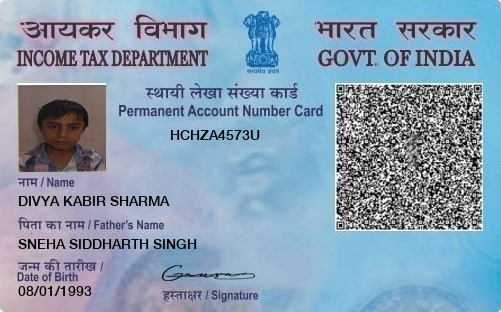 आयकर विभाग
INCOME TAX DEPARTMENT
भारत सरकार
GOVT. OF INDIA
सत्यमेव जयते
स्थायी लेखा संख्या कार्ड
Permanent Account Number Card
HCHZA4573U
नाम / Name
DIVYA KABIR SHARMA
पिता का नाम / Father's Name
SNEHA SIDDHARTH SINGH
जन्म की तारीख /
Date of Birth
08/01/1993
हस्ताक्षर / Signature